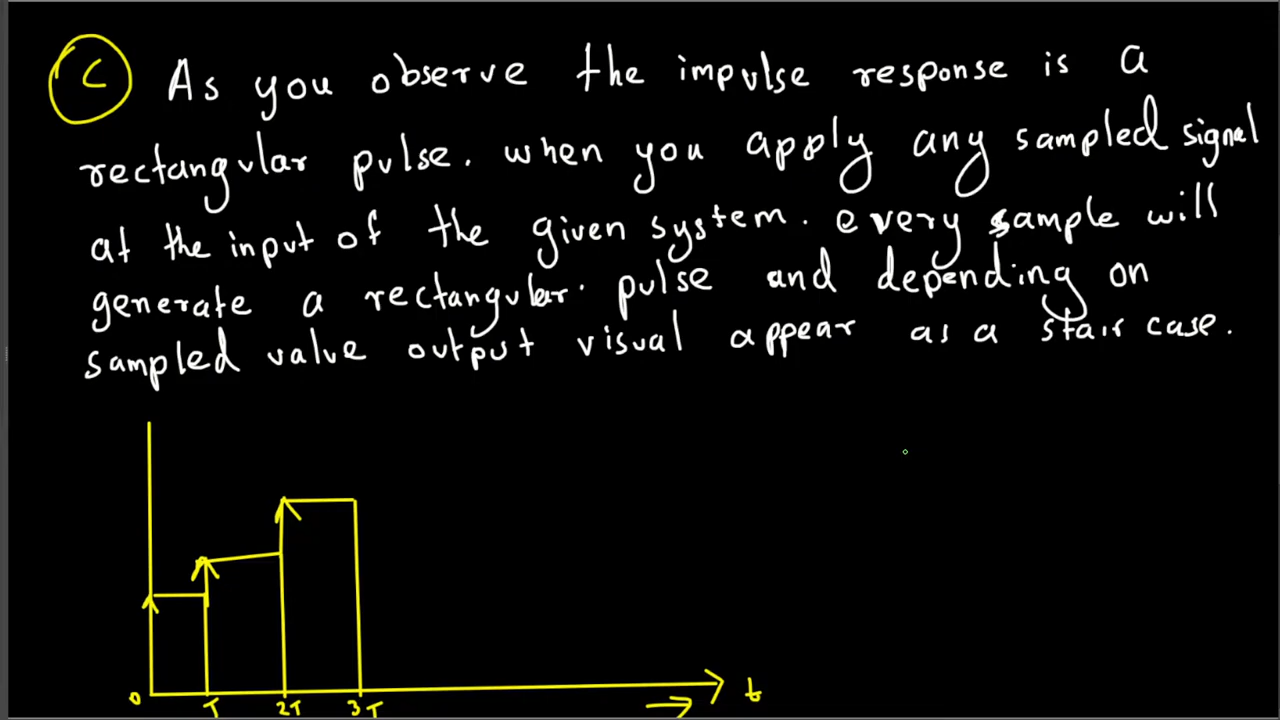 C As you observe the impulse response is a
rectangular pulse. when you apply any sampled signal
at the input of the given system. every sample will
generate a rectangular. pulse and depending on
sampled value output visual appear as a stair case.
0 T 2T 3T t